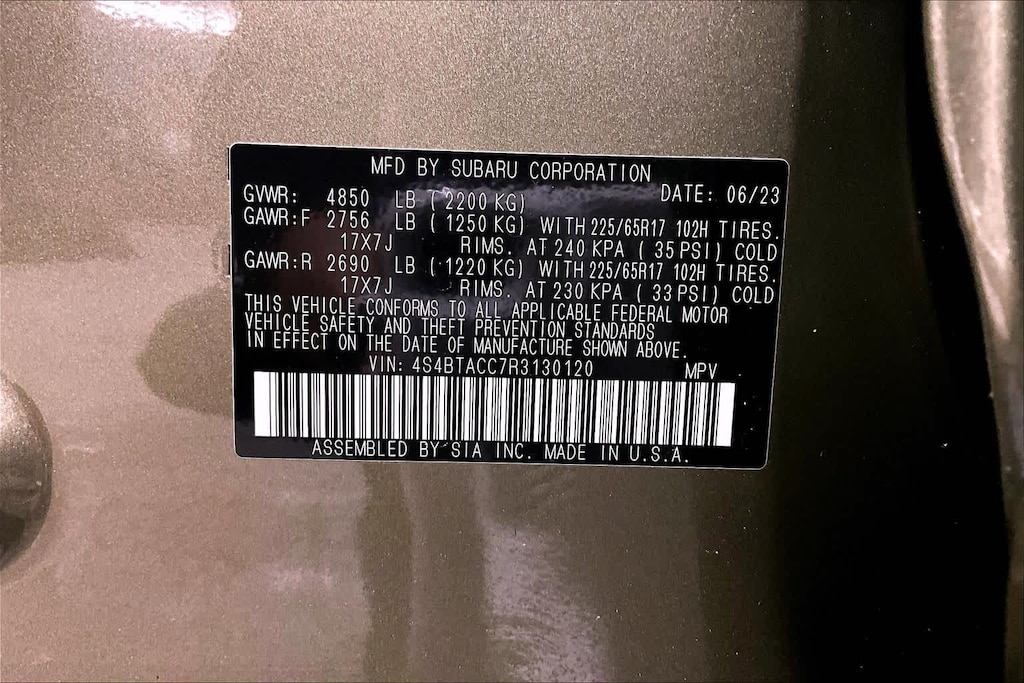 MFD BY SUBARU CORPORATION
GVWR: 4850 LB ( 2200 KG) DATE: 06/23
GAWR:F 2756 LB ( 1250 KG) WITH 225/65R17 102H TIRES.
17X7J RIMS. AT 240 KPA ( 35 PSI) COLD
GAWR:R 2690 LB ( 1220 KG) WITH 225/65R17 102H TIRES.
17X7J RIMS. AT 230 KPA ( 33 PSI) COLD
THIS VEHICLE CONFORMS TO ALL APPLICABLE FEDERAL MOTOR
VEHICLE SAFETY AND THEFT PREVENTION STANDARDS
IN EFFECT ON THE DATE OF MANUFACTURE SHOWN ABOVE.
VIN: 4S4BTACC7R3130120 MPV
ASSEMBLED BY SIA INC. MADE IN U.S.A.